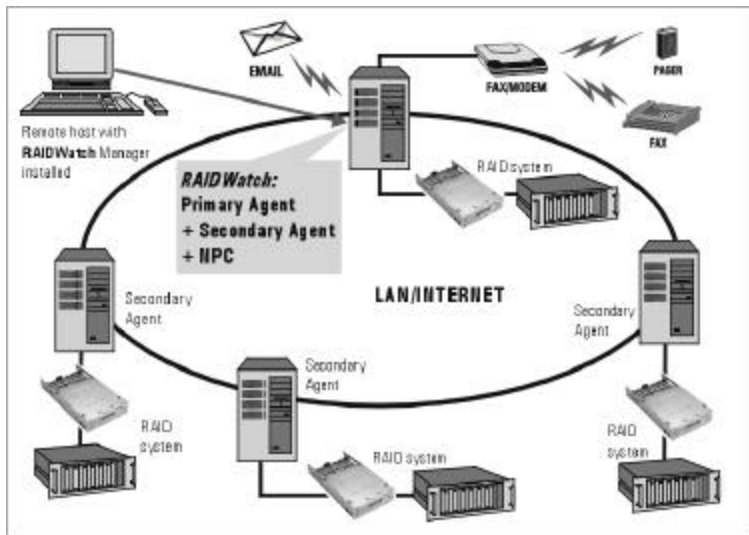 EMAIL
FAX/MODEM
PAGER
FAX
Remote host with
RAIDWatch Manager
installed
RAID system
RAIDWatch:
Primary Agent
+ Secondary Agent
+ NPC
LAN/INTERNET
Secondary
Agent
Secondary
Agent
Secondary
Agent
RAID
system
RAID system
RAID
system